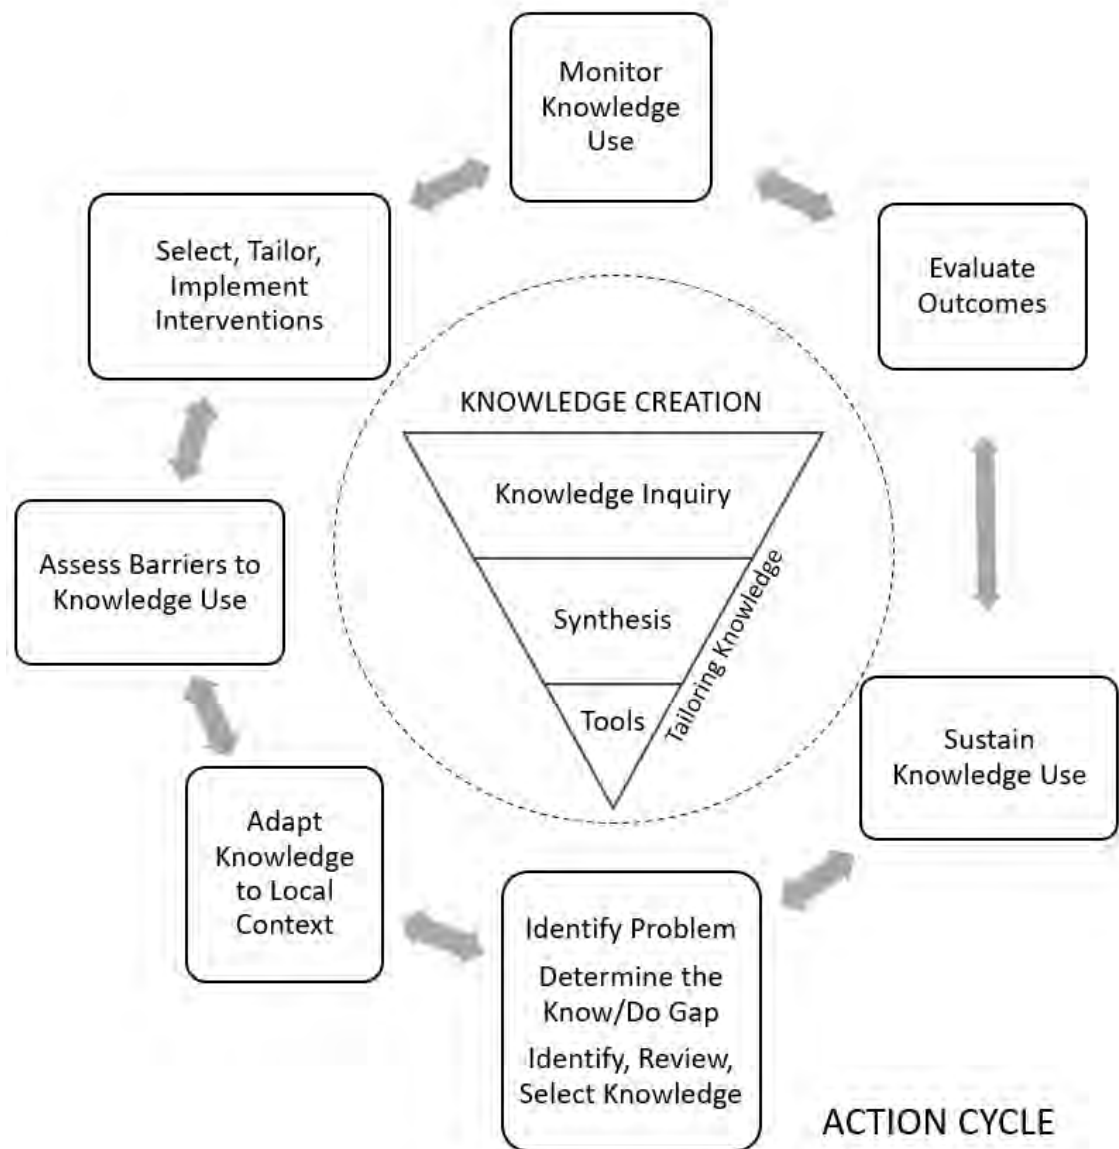 Monitor
Knowledge
Use
Select, Tailor,
Implement
Interventions
Evaluate
Outcomes
KNOWLEDGE CREATION
Knowledge Inquiry
Synthesis
Tools
Tailoring Knowledge
Assess Barriers to
Knowledge Use
Sustain
Knowledge Use
Adapt
Knowledge
to Local
Context
Identify Problem
Determine the
Know/Do Gap
Identify, Review,
Select Knowledge
ACTION CYCLE